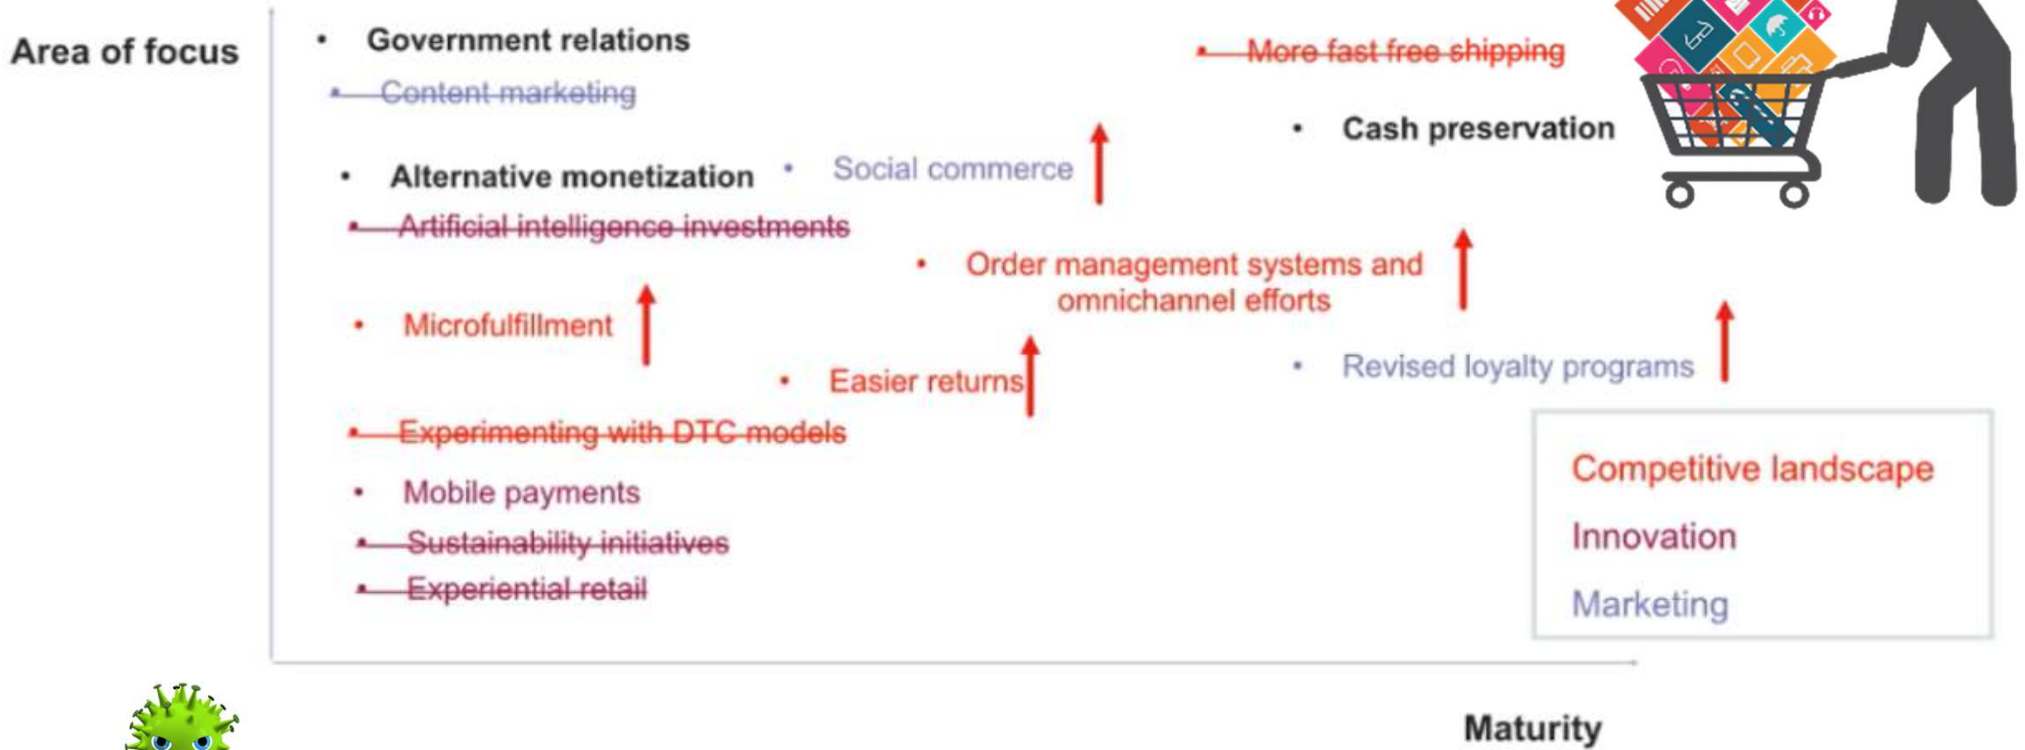 Area of focus
• Government relations
• More fast free shipping
• Content marketing
• Cash preservation
• Alternative monetization
• Social commerce
• Artificial intelligence investments
• Order management systems and
omnichannel efforts
• Microfulfillment
• Revised loyalty programs
• Easier returns
• Experimenting with DTC models
• Mobile payments
• Sustainability initiatives
• Experiential retail
Competitive landscape
Innovation
Marketing
Maturity